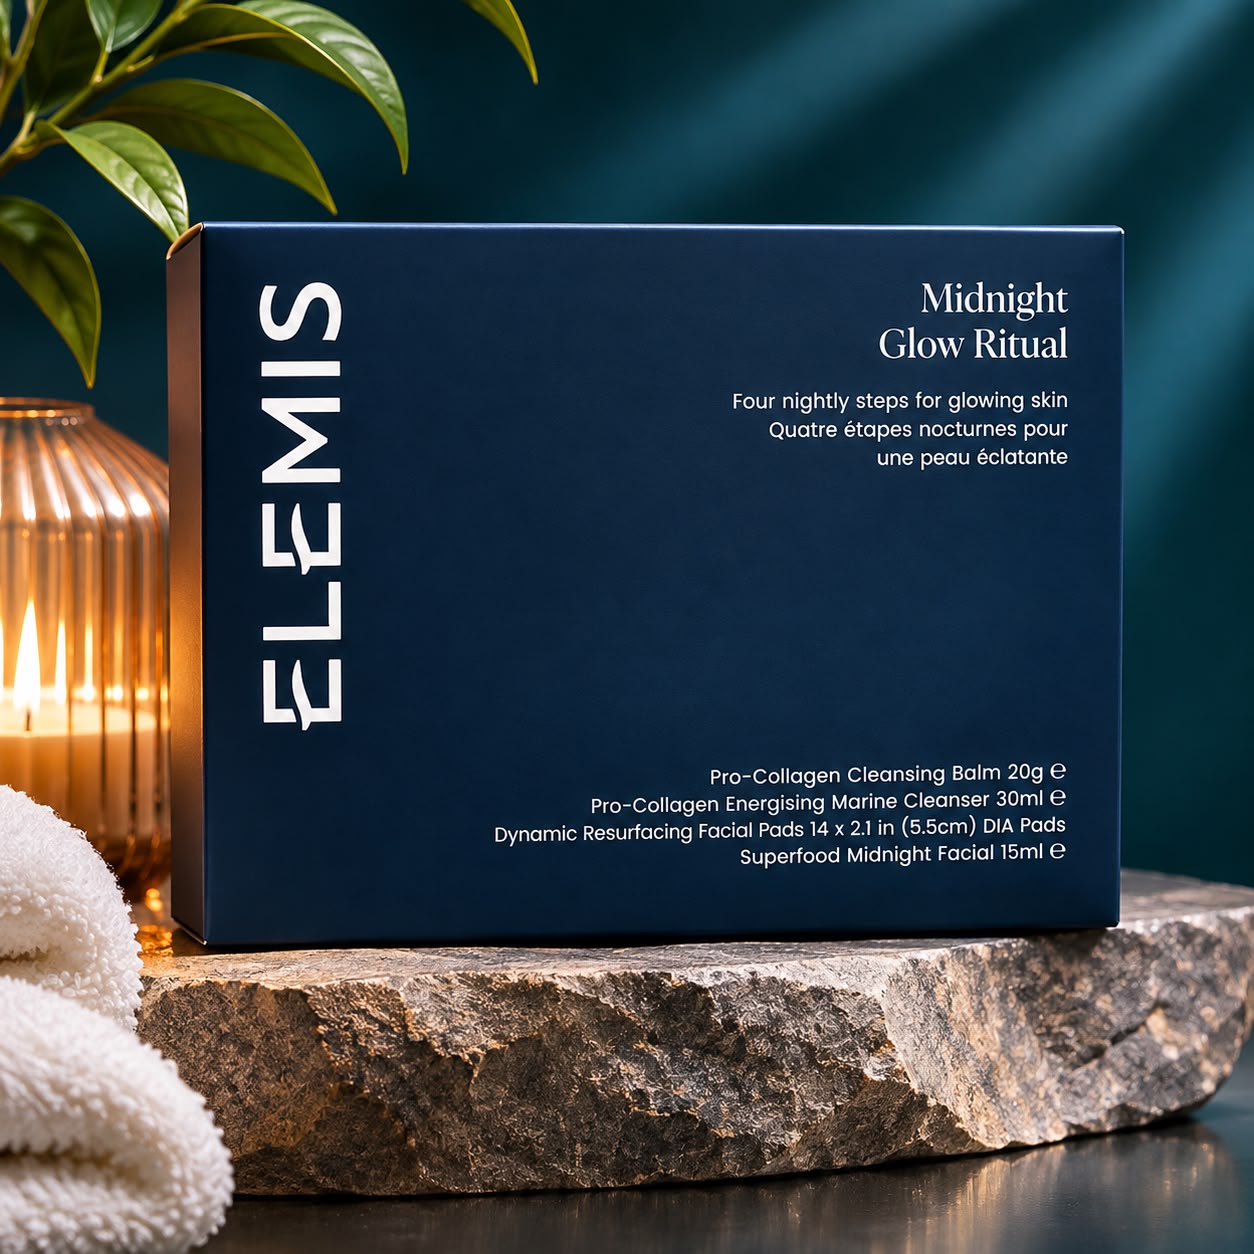 ELEMIS
Midnight
Glow Ritual
Four nightly steps for glowing skin
Quatre étapes nocturnes pour
une peau éclatante
Pro-Collagen Cleansing Balm 20g ℮
Pro-Collagen Energising Marine Cleanser 30ml ℮
Dynamic Resurfacing Facial Pads 14 x 2.1 in (5.5cm) DIA Pads
Superfood Midnight Facial 15ml ℮